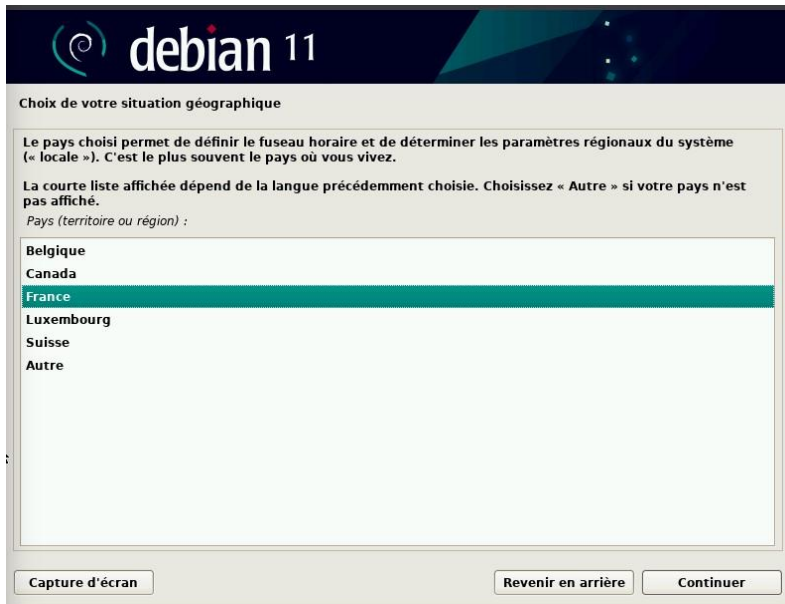 debian 11
Choix de votre situation géographique
Le pays choisi permet de définir le fuseau horaire et de déterminer les paramètres régionaux du système
(« locale »). C'est le plus souvent le pays où vous vivez.
La courte liste affichée dépend de la langue précédemment choisie. Choisissez « Autre » si votre pays n'est
pas affiché.
Pays (territoire ou région) :
Belgique
Canada
France
Luxembourg
Suisse
Autre
Capture d'écran
Revenir en arrière
Continuer